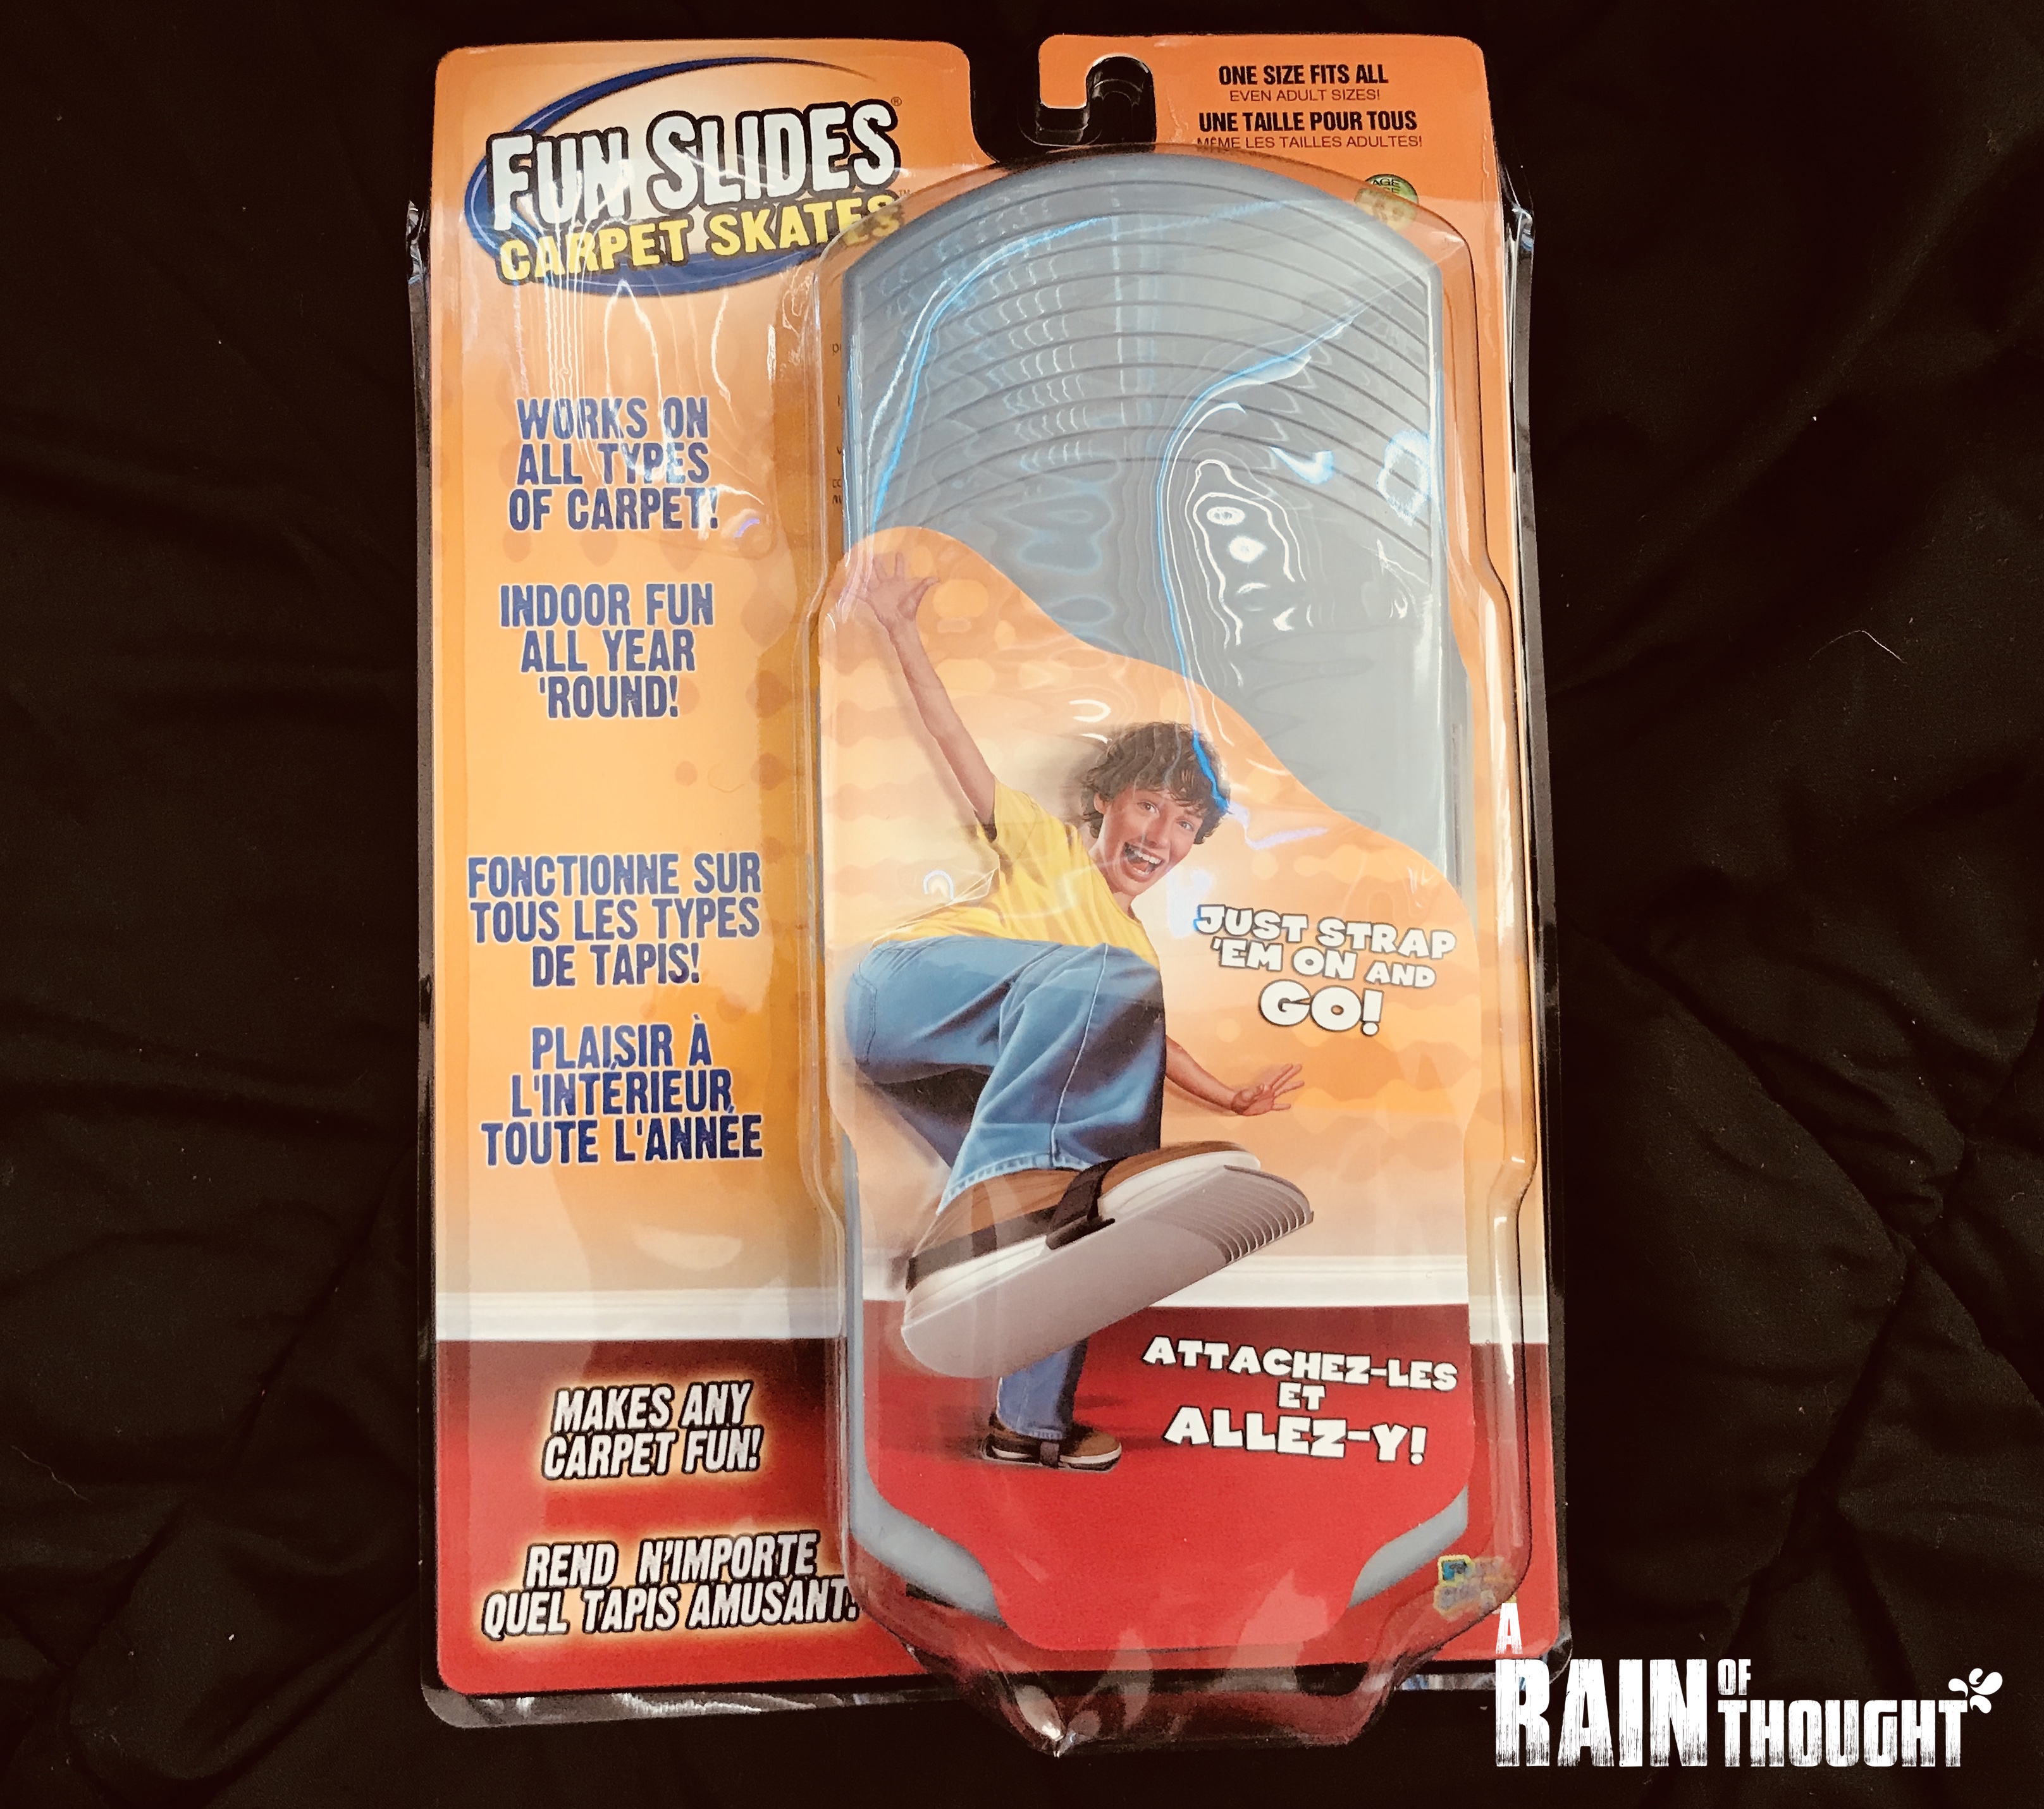 FUN SLIDES®
CARPET SKATES™
ONE SIZE FITS ALL
EVEN ADULT SIZES!
UNE TAILLE POUR TOUS
MÊME LES TAILLES ADULTES!
AGE
WORKS ON
ALL TYPES
OF CARPET!
INDOOR FUN
ALL YEAR
'ROUND!
FONCTIONNE SUR
TOUS LES TYPES
DE TAPIS!
PLAISIR À
L'INTÉRIEUR
TOUTE L'ANNÉE
JUST STRAP
'EM ON AND
GO!
ATTACHEZ-LES
ET
ALLEZ-Y!
MAKES ANY
CARPET FUN!
REND N'IMPORTE
QUEL TAPIS AMUSANT!
A
RAIN OF
THOUGHT